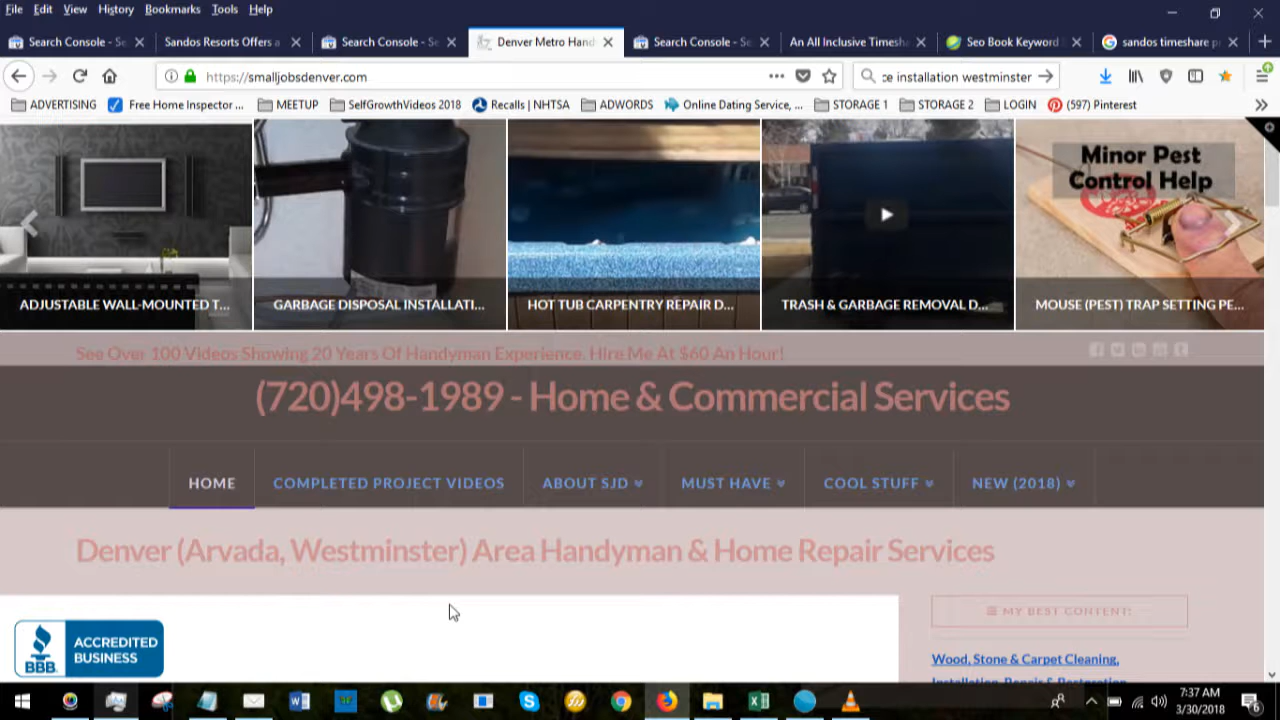 File Edit View History Bookmarks Tools Help
Search Console - Se Sandos Resorts Offers a Search Console - Se Denver Metro Hand Search Console - Se An All Inclusive Timesha Seo Book Keyword sandos timeshare pr
https://smalljobsdenver.com
ce installation westminster
ADVERTISING Free Home Inspector ... MEETUP SelfGrowthVideos 2018 Recalls | NHTSA ADWORDS Online Dating Service, ... STORAGE 1 STORAGE 2 LOGIN (597) Pinterest
Minor Pest
Control Help
ADJUSTABLE WALL-MOUNTED T... GARBAGE DISPOSAL INSTALLATI... HOT TUB CARPENTRY REPAIR D... TRASH & GARBAGE REMOVAL D... MOUSE (PEST) TRAP SETTING PE...
See Over 100 Videos Showing 20 Years Of Handyman Experience. Hire Me At $60 An Hour!
(720)498-1989 - Home & Commercial Services
HOME COMPLETED PROJECT VIDEOS ABOUT SJD MUST HAVE COOL STUFF NEW (2018)
Denver (Arvada, Westminster) Area Handyman & Home Repair Services
MY BEST CONTENT!
BBB ACCREDITED
BUSINESS
Wood, Stone & Carpet Cleaning,
Installation, Repair & Restoration
7:37 AM
3/30/2018